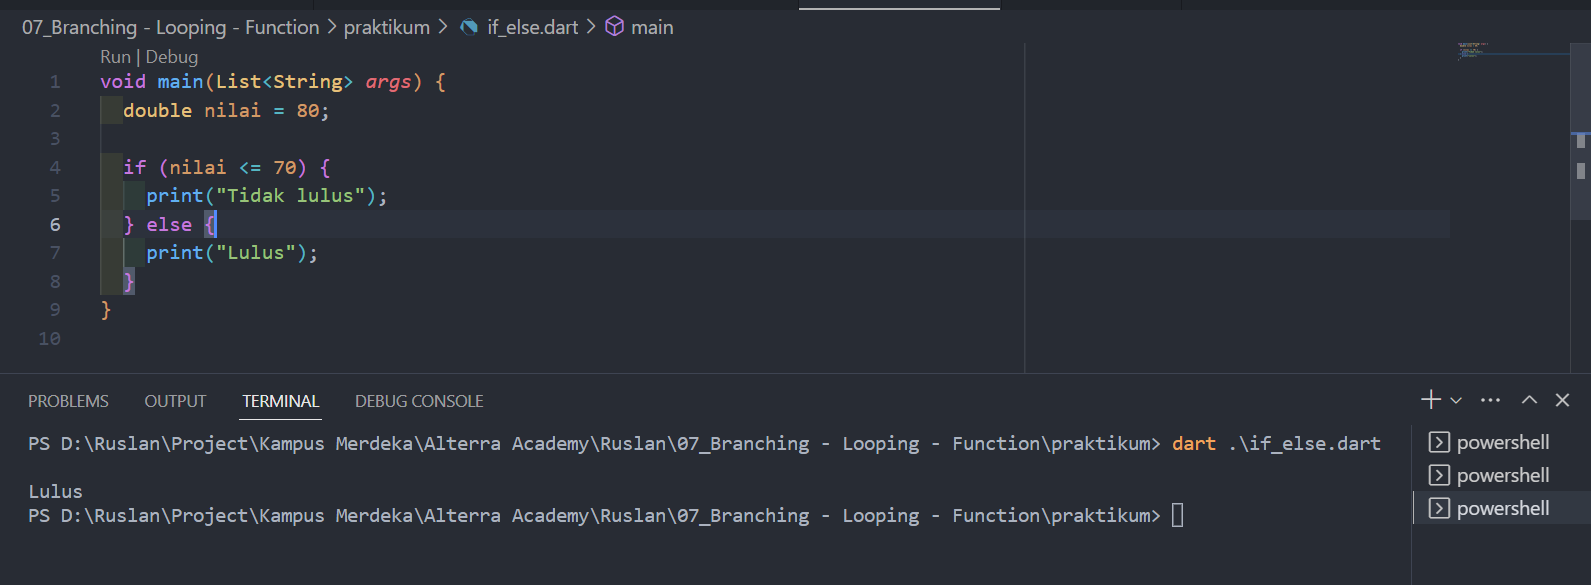 07_Branching - Looping - Function > praktikum > if_else.dart > main
Run | Debug
1 void main(List<String> args) {
2   double nilai = 80;
3
4   if (nilai <= 70) {
5     print("Tidak lulus");
6   } else {
7     print("Lulus");
8   }
9 }
10
PROBLEMS OUTPUT TERMINAL DEBUG CONSOLE
PS D:\Ruslan\Project\Kampus Merdeka\Alterra Academy\Ruslan\07_Branching - Looping - Function\praktikum> dart .\if_else.dart
Lulus
PS D:\Ruslan\Project\Kampus Merdeka\Alterra Academy\Ruslan\07_Branching - Looping - Function\praktikum>
powershell
powershell
powershell